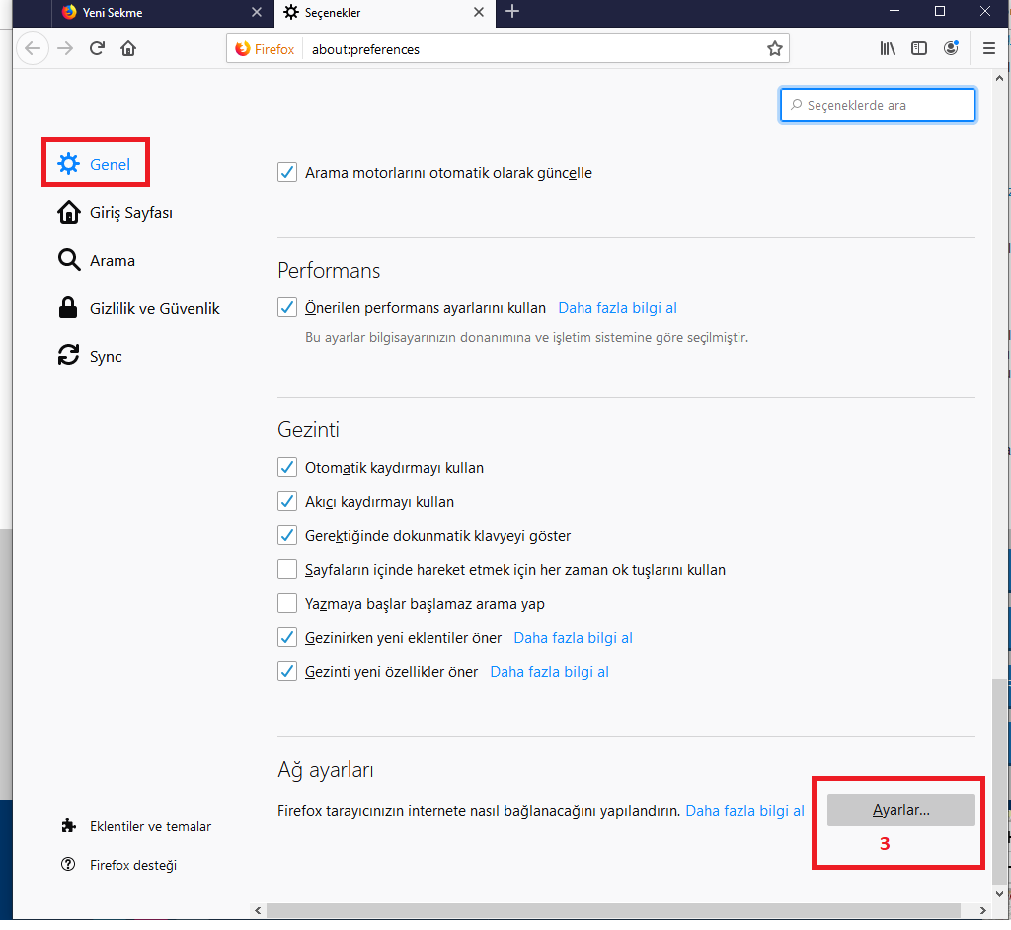 Yeni Sekme
Seçenekler
Firefox
about:preferences
Seçeneklerde ara
Genel
Giriş Sayfası
Arama
Gizlilik ve Güvenlik
Sync
Arama motorlarını otomatik olarak güncelle
Performans
Önerilen performans ayarlarını kullan Daha fazla bilgi al
Bu ayarlar bilgisayarınızın donanımına ve işletim sistemine göre seçilmiştir.
Gezinti
Otomatik kaydırmayı kullan
Akıcı kaydırmayı kullan
Gerektiğinde dokunmatik klavyeyi göster
Sayfaların içinde hareket etmek için her zaman ok tuşlarını kullan
Yazmaya başlar başlamaz arama yap
Gezinirken yeni eklentiler öner Daha fazla bilgi al
Gezinti yeni özellikler öner Daha fazla bilgi al
Ağ ayarları
Firefox tarayıcınızın internete nasıl bağlanacağını yapılandırın. Daha fazla bilgi al
Ayarlar...
3
Eklentiler ve temalar
Firefox desteği